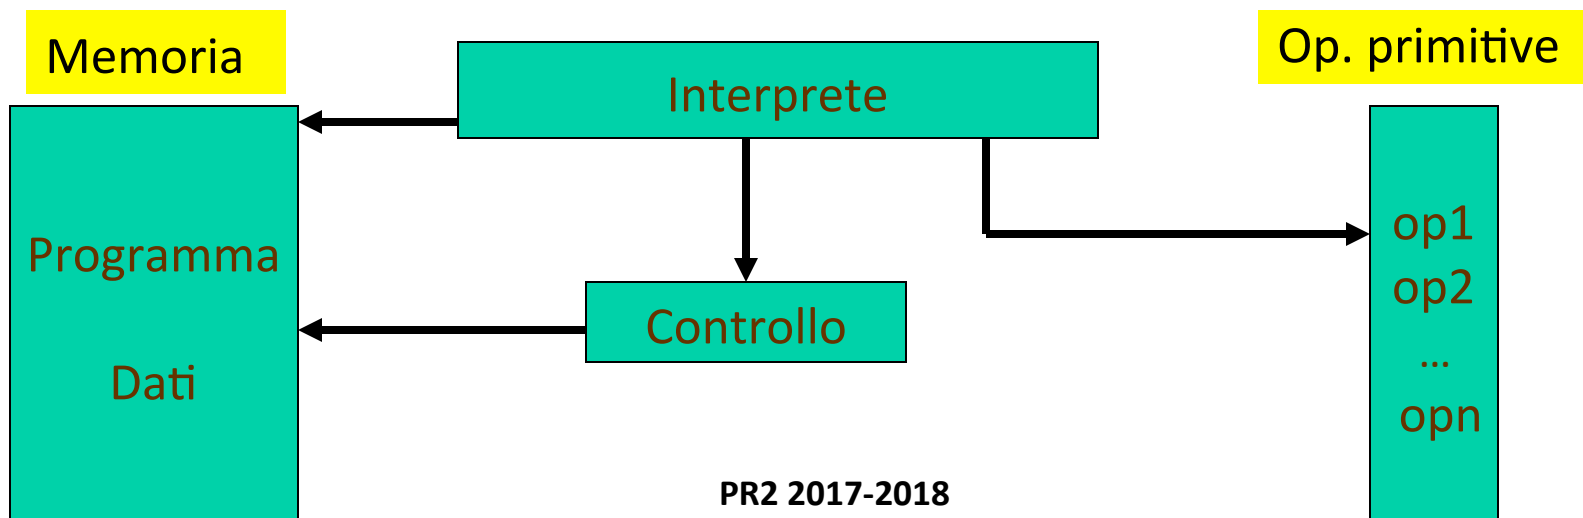 Memoria
Interprete
Op. primitive
Programma
Dati
Controllo
op1
op2
...
opn
PR2 2017-2018